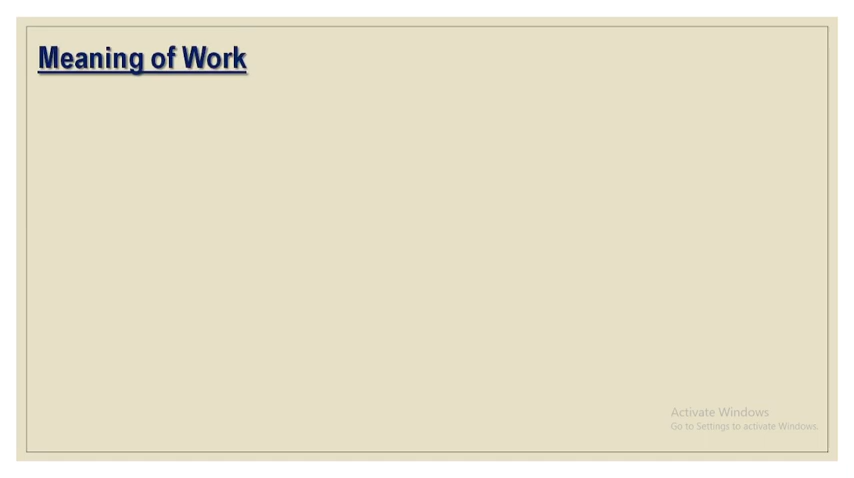 Meaning of Work
Activate Windows
Go to Settings to activate Windows.